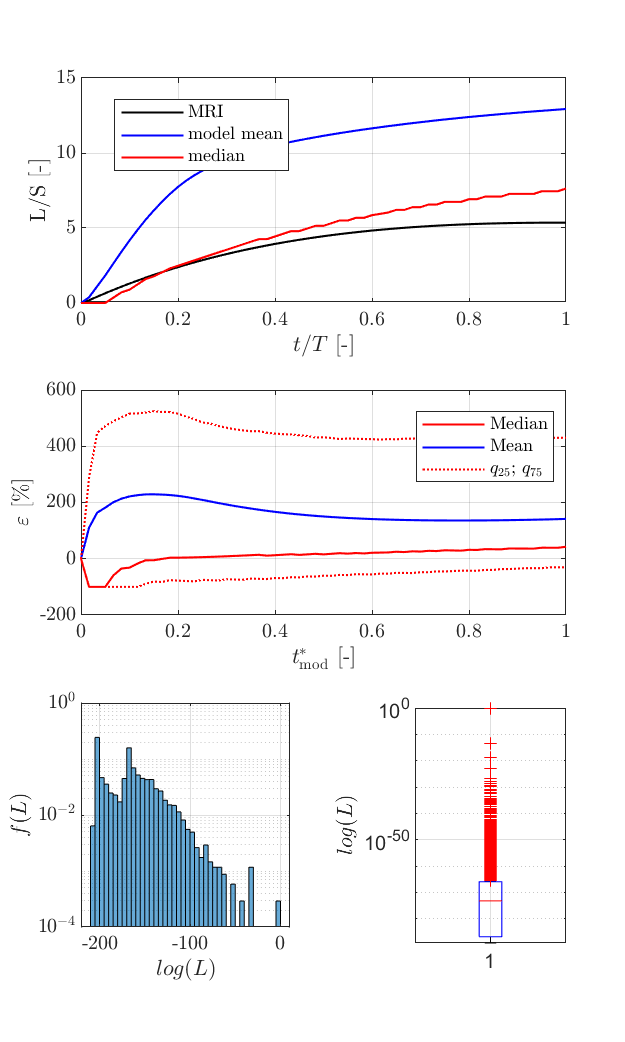 15
10
5
0
L/S [-]
MRI
model mean
median
0 0.2 0.4 0.6 0.8 1
t/T [-]
600
400
200
0
-200
ε [%]
Median
Mean
q25; q75
0 0.2 0.4 0.6 0.8 1
t*mod [-]
10^0
10^-2
10^-4
f(L)
-200 -100 0
log(L)
10^0
10^-50
log(L)
1